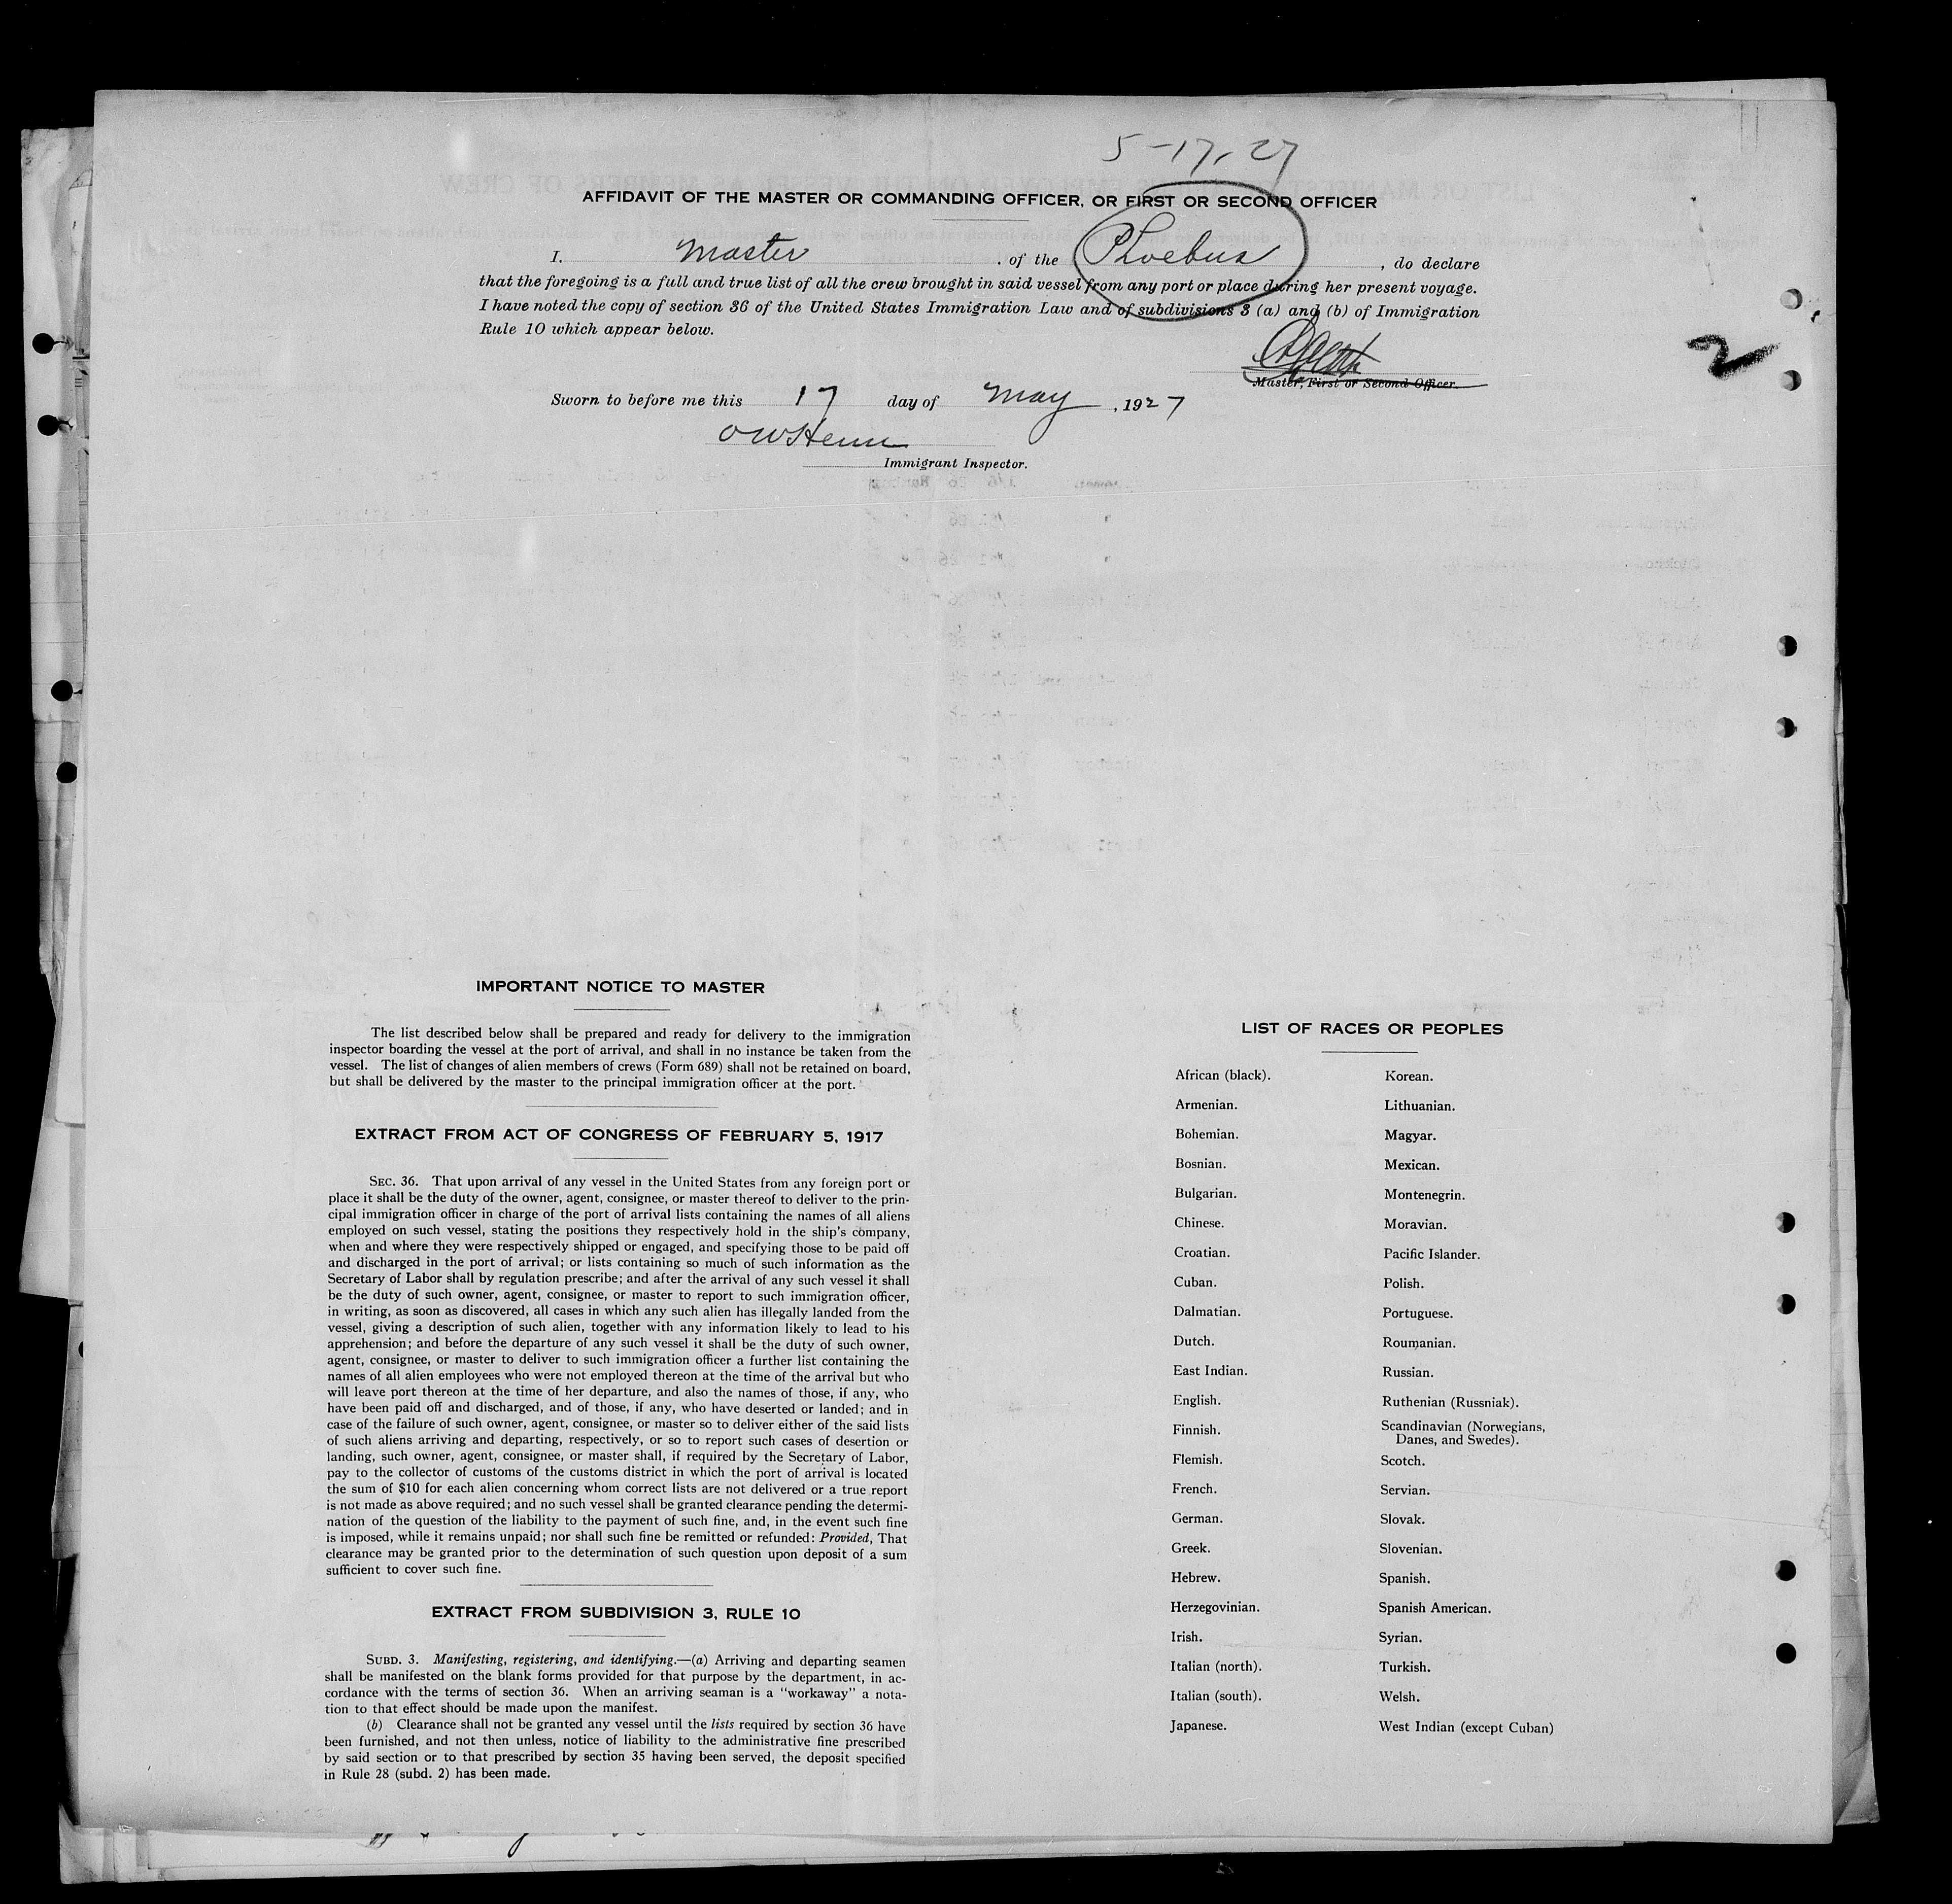 5-17-27
AFFIDAVIT OF THE MASTER OR COMMANDING OFFICER, OR FIRST OR SECOND OFFICER
I, Master, of the Phoebus, do declare
that the foregoing is a full and true list of all the crew brought in said vessel from any port or place during her present voyage.
I have noted the copy of section 36 of the United States Immigration Law and of subdivisions 3 (a) and (b) of Immigration
Rule 10 which appear below.
2
Master, First or Second Officer.
Sworn to before me this 17 day of May, 1927
Immigrant Inspector.
IMPORTANT NOTICE TO MASTER
The list described below shall be prepared and ready for delivery to the immigration
inspector boarding the vessel at the port of arrival, and shall in no instance be taken from the
vessel. The list of changes of alien members of crews (Form 689) shall not be retained on board,
but shall be delivered by the master to the principal immigration officer at the port.
EXTRACT FROM ACT OF CONGRESS OF FEBRUARY 5, 1917
SEC. 36. That upon arrival of any vessel in the United States from any foreign port or
place it shall be the duty of the owner, agent, consignee, or master thereof to deliver to the prin-
cipal immigration officer in charge of the port of arrival lists containing the names of all aliens
employed on such vessel, stating the positions they respectively hold in the ship's company,
when and where they were respectively shipped or engaged, and specifying those to be paid off
and discharged in the port of arrival; or lists containing so much of such information as the
Secretary of Labor shall by regulation prescribe; and after the arrival of any such vessel it shall
be the duty of such owner, agent, consignee, or master to report to such immigration officer,
in writing, as soon as discovered, all cases in which any such alien has illegally landed from the
vessel, giving a description of such alien, together with any information likely to lead to his
apprehension; and before the departure of any such vessel it shall be the duty of such owner,
agent, consignee, or master to deliver to such immigration officer a further list containing the
names of all alien employees who were not employed thereon at the time of the arrival but who
will leave port thereon at the time of her departure, and also the names of those, if any, who
have been paid off and discharged, and of those, if any, who have deserted or landed; and in
case of the failure of such owner, agent, consignee, or master so to deliver either of the said lists
of such aliens arriving and departing, respectively, or so to report such cases of desertion or
landing, such owner, agent, consignee, or master shall, if required by the Secretary of Labor,
pay to the collector of customs of the customs district in which the port of arrival is located
the sum of $10 for each alien concerning whom correct lists are not delivered or a true report
is not made as above required; and no such vessel shall be granted clearance pending the determi-
nation of the question of the liability to the payment of such fine, and, in the event such fine
is imposed, while it remains unpaid; nor shall such fine be remitted or refunded: Provided, That
clearance may be granted prior to the determination of such question upon deposit of a sum
sufficient to cover such fine.
EXTRACT FROM SUBDIVISION 3, RULE 10
SUBD. 3. Manifesting, registering, and identifying.—(a) Arriving and departing seamen
shall be manifested on the blank forms provided for that purpose by the department, in ac-
cordance with the terms of section 36. When an arriving seaman is a "workaway" a nota-
tion to that effect should be made upon the manifest.
(b) Clearance shall not be granted any vessel until the lists required by section 36 have
been furnished, and not then unless, notice of liability to the administrative fine prescribed
by said section or to that prescribed by section 35 having been served, the deposit specified
in Rule 28 (subd. 2) has been made.
LIST OF RACES OR PEOPLES
African (black).
Armenian.
Bohemian.
Bosnian.
Bulgarian.
Chinese.
Croatian.
Cuban.
Dalmatian.
Dutch.
East Indian.
English.
Finnish.
Flemish.
French.
German.
Greek.
Hebrew.
Herzegovinian.
Irish.
Italian (north).
Italian (south).
Japanese.
Korean.
Lithuanian.
Magyar.
Mexican.
Montenegrin.
Moravian.
Pacific Islander.
Polish.
Portuguese.
Roumanian.
Russian.
Ruthenian (Russniak).
Scandinavian (Norwegians,
Danes, and Swedes).
Scotch.
Servian.
Slovak.
Slovenian.
Spanish.
Spanish American.
Syrian.
Turkish.
Welsh.
West Indian (except Cuban)